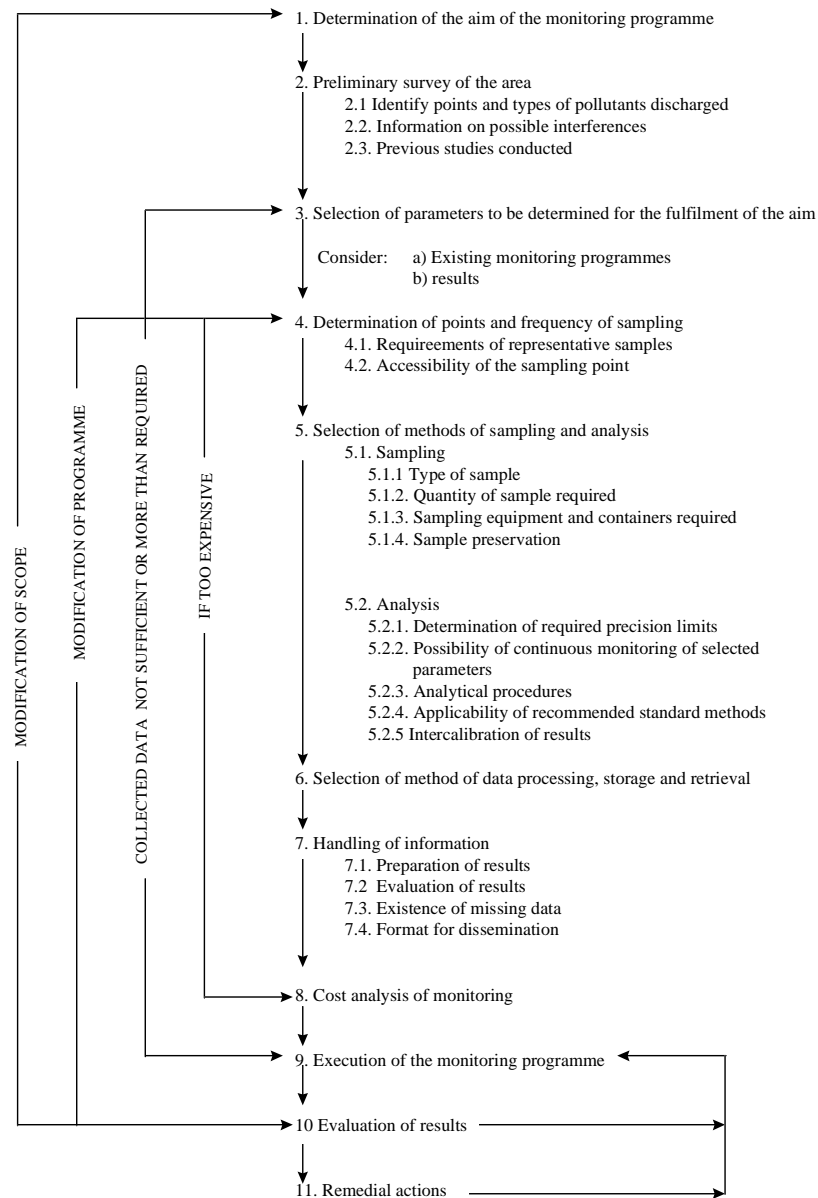 1. Determination of the aim of the monitoring programme
2. Preliminary survey of the area
2.1 Identify points and types of pollutants discharged
2.2. Information on possible interferences
2.3. Previous studies conducted
3. Selection of parameters to be determined for the fulfilment of the aim
Consider: a) Existing monitoring programmes
b) results
4. Determination of points and frequency of sampling
4.1. Requireements of representative samples
4.2. Accessibility of the sampling point
5. Selection of methods of sampling and analysis
5.1. Sampling
5.1.1 Type of sample
5.1.2. Quantity of sample required
5.1.3. Sampling equipment and containers required
5.1.4. Sample preservation
5.2. Analysis
5.2.1. Determination of required precision limits
5.2.2. Possibility of continuous monitoring of selected
parameters
5.2.3. Analytical procedures
5.2.4. Applicability of recommended standard methods
5.2.5 Intercalibration of results
6. Selection of method of data processing, storage and retrieval
7. Handling of information
7.1. Preparation of results
7.2 Evaluation of results
7.3. Existence of missing data
7.4. Format for dissemination
8. Cost analysis of monitoring
9. Execution of the monitoring programme
10 Evaluation of results
11. Remedial actions
MODIFICATION OF SCOPE
MODIFICATION OF PROGRAMME
COLLECTED DATA NOT SUFFICIENT OR MORE THAN REQUIRED
IF TOO EXPENSIVE